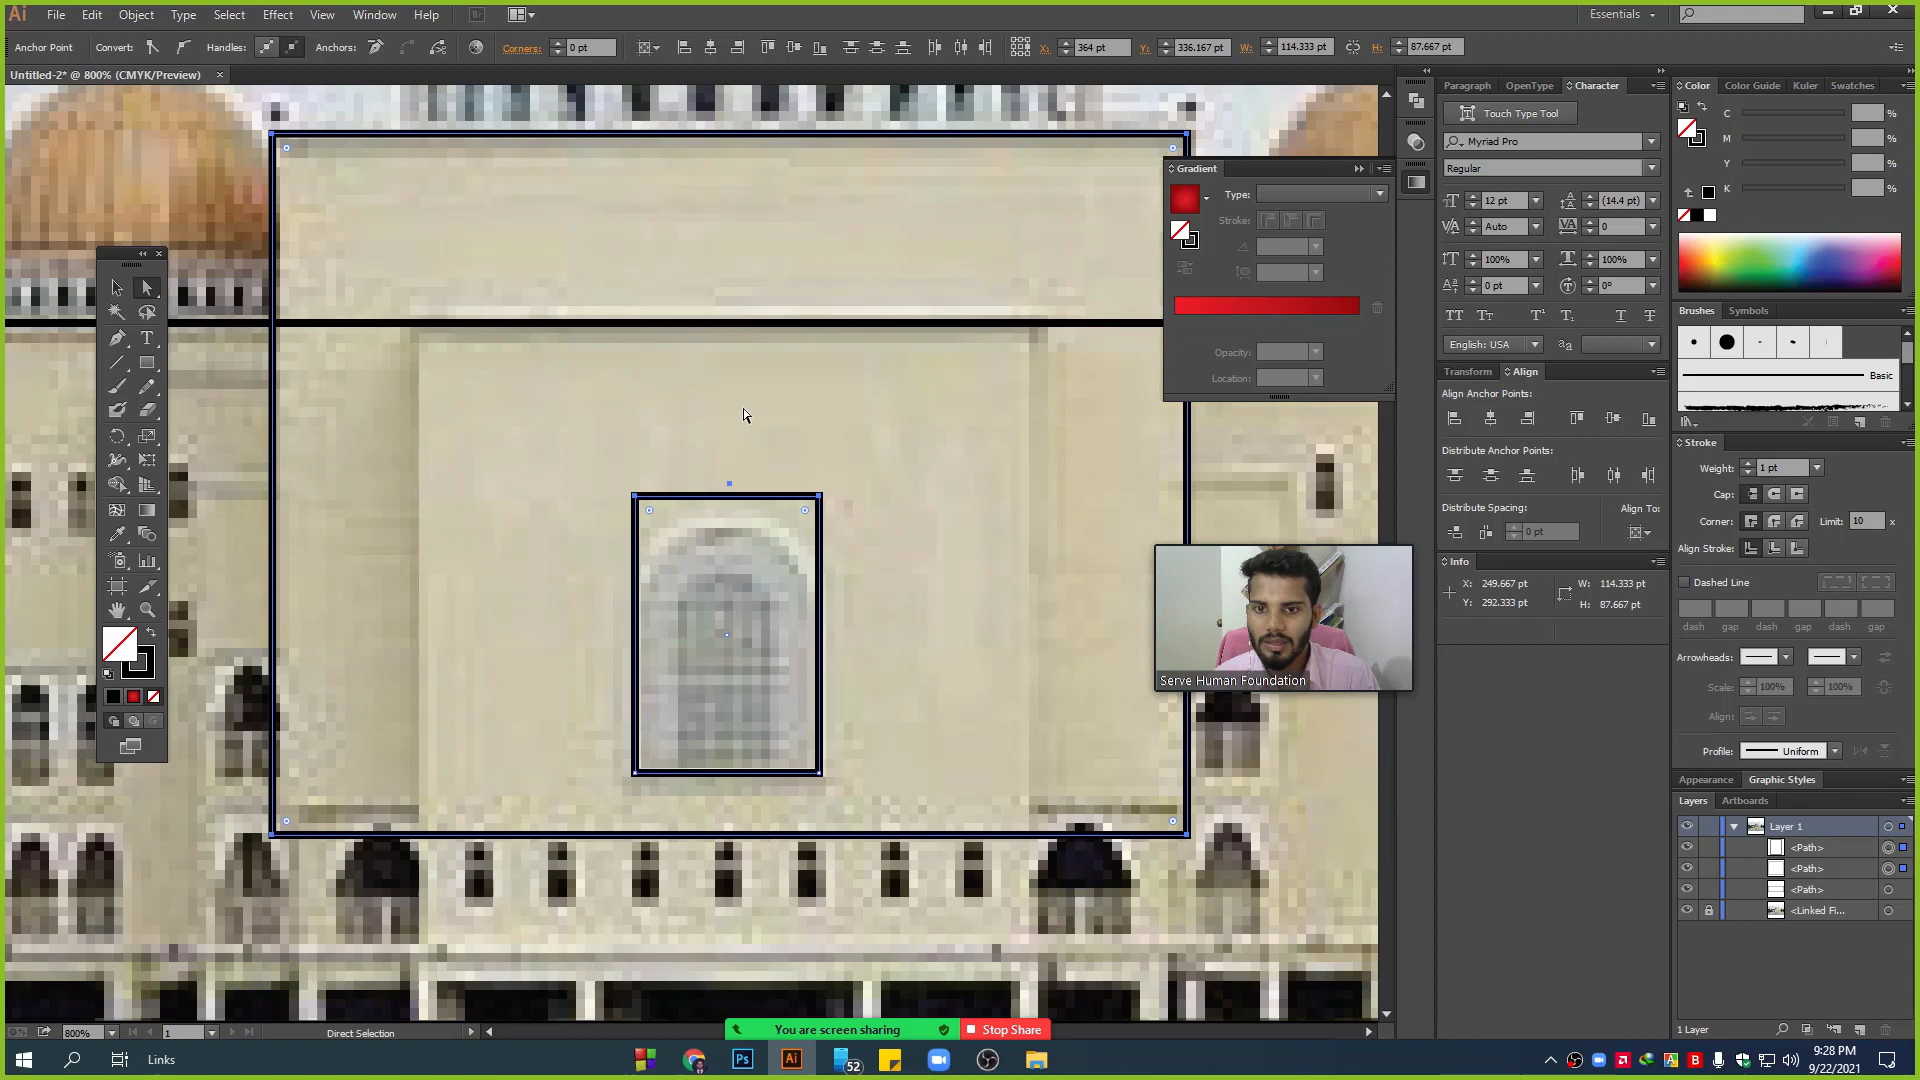 Ai File Edit Object Type Select Effect View Window Help Br Essentials
Anchor Point Convert: Handles: Anchors: Corners: 0 pt X: 364 pt Y: 336.167 pt W: 114.333 pt H: 87.667 pt
Untitled-2* @ 800% (CMYK/Preview) ×
Gradient
Type:
Stroke:
Opacity:
Location:
Serve Human Foundation
Paragraph OpenType Character
Touch Type Tool
Myriad Pro
Regular
12 pt (14.4 pt)
Auto 0
100% 100%
0 pt 0°
English: USA
Transform Align
Align Anchor Points:
Distribute Anchor Points:
Distribute Spacing: Align To:
0 pt
Info
X: 249.667 pt W: 114.333 pt
Y: 292.333 pt H: 87.667 pt
Color Color Guide Kuler Swatches
C %
M %
Y %
K %
Brushes Symbols
Basic
Stroke
Weight: 1 pt
Cap:
Corner: Limit: 10 x
Align Stroke:
Dashed Line
dash gap dash gap dash gap
Arrowheads:
Scale: 100% 100%
Align:
Profile: Uniform
Appearance Graphic Styles
Layers Artboards
Layer 1
<Path>
<Path>
<Path>
<Linked Fi...
1 Layer
800% 1 Direct Selection
You are screen sharing Stop Share
Links Ps Ai 52
9:28 PM
9/22/2021